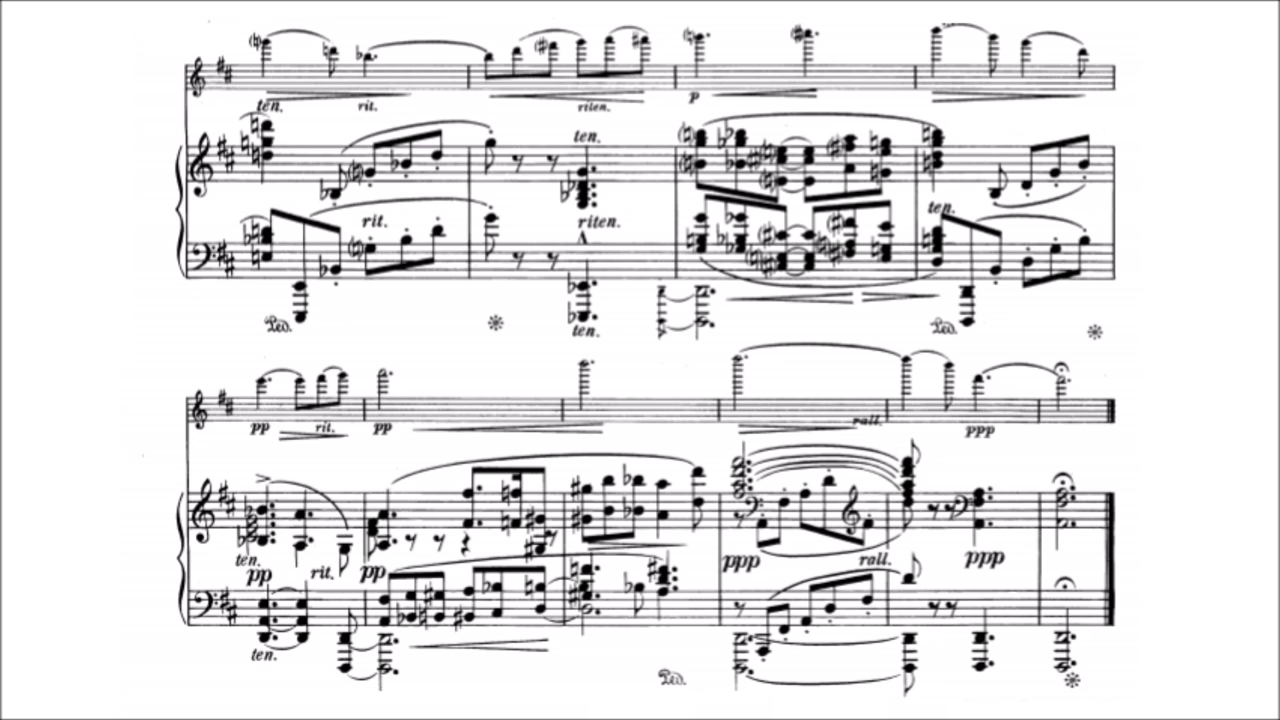 p
ten. rit. riten.
ten.
rit. riten. ten.
Ped. ten. Ped.
pp rit. pp rall. ppp
ten. ppp rall. ppp
pp rit. pp
ten.
Ped.